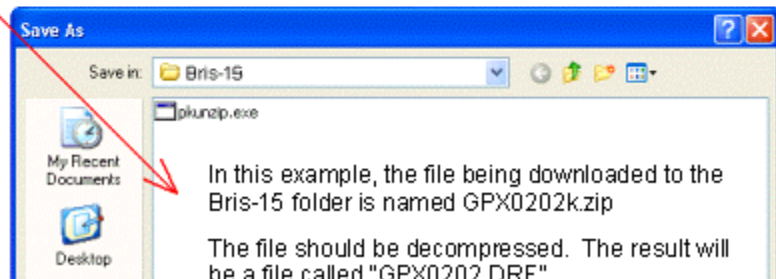 Save As
Save in: Bris-15
pkunzip.exe
My Recent
Documents
Desktop
In this example, the file being downloaded to the
Bris-15 folder is named GPX0202k.zip
The file should be decompressed. The result will
be a file called "GPX0202.DRF"